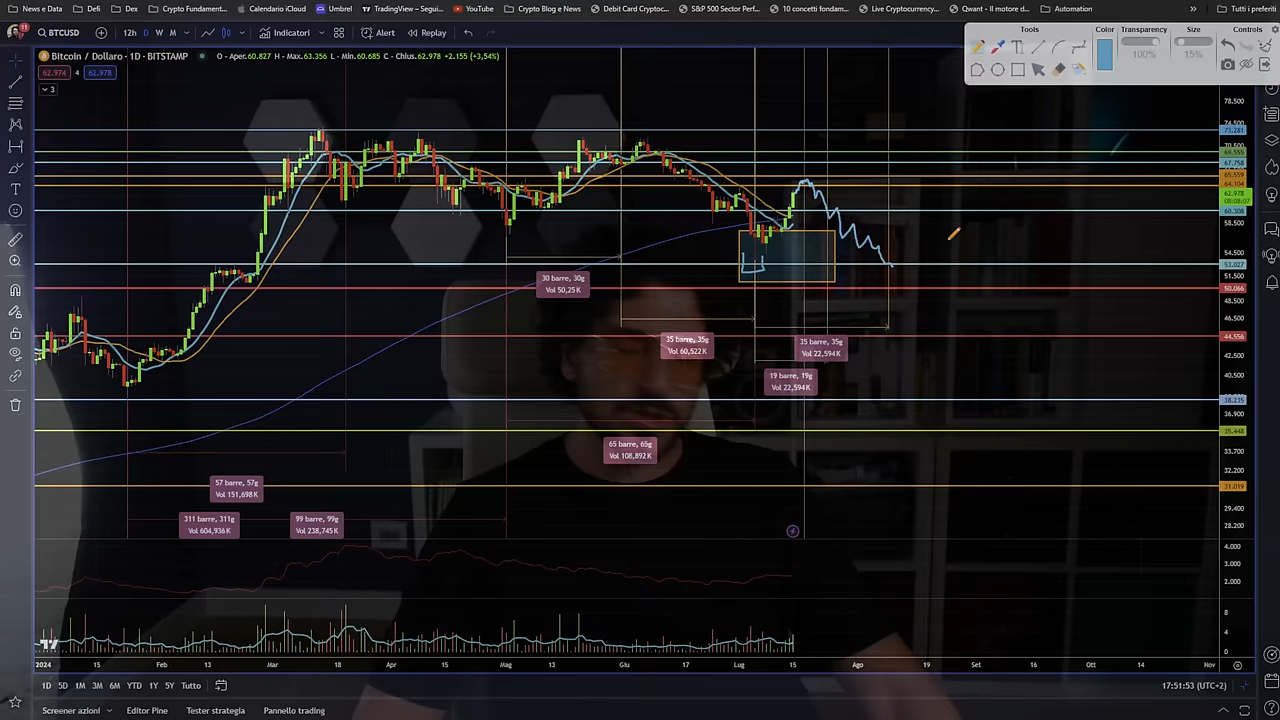 News e Data
Defi
Dex
Crypto Fundament...
Calendario iCloud
Umbrel
TradingView – Segui...
YouTube
Crypto Blog e News
Debit Card Cryptoc...
S&P 500 Sector Perf...
10 concetti fondam...
Live Cryptocurrency...
Qwant - Il motore d...
Automation
»
Tutti i preferiti
11
BTCUSD
12h
D
W
M
Indicatori
Alert
Replay
Tools
Color
Transparency
Size
Controls
100%
15%
Bitcoin / Dollaro · 1D · BITSTAMP
O - Aper.60.827 H - Max.63.356 L - Min.60.685 C - Chius.62.978 +2.155 (+3,54%)
62.974
4
62.978
3
78.500
74.500
73.281
70.500
69.555
67.758
65.559
64.104
62.978
08:08:07
60.308
58.500
54.500
53.027
51.500
50.066
48.500
46.500
44.556
42.500
40.500
38.235
36.900
35.448
33.700
32.200
31.019
29.400
28.200
4.000
3.000
2.000
8
4
0
30 barre, 30g
Vol 50,25 K
35 barre, 35g
Vol 60,522 K
35 barre, 35g
Vol 22,594 K
19 barre, 19g
Vol 22,594 K
65 barre, 65g
Vol 108,892 K
57 barre, 57g
Vol 151,698 K
311 barre, 311g
Vol 604,936 K
99 barre, 99g
Vol 238,745 K
2024
15
Feb
13
Mar
18
Apr
15
Mag
13
Giu
17
Lug
15
Ago
19
Set
16
Ott
14
Nov
1D
5D
1M
3M
6M
YTD
1Y
5Y
Tutto
17:51:53 (UTC+2)
Screener azioni
Editor Pine
Tester strategia
Pannello trading